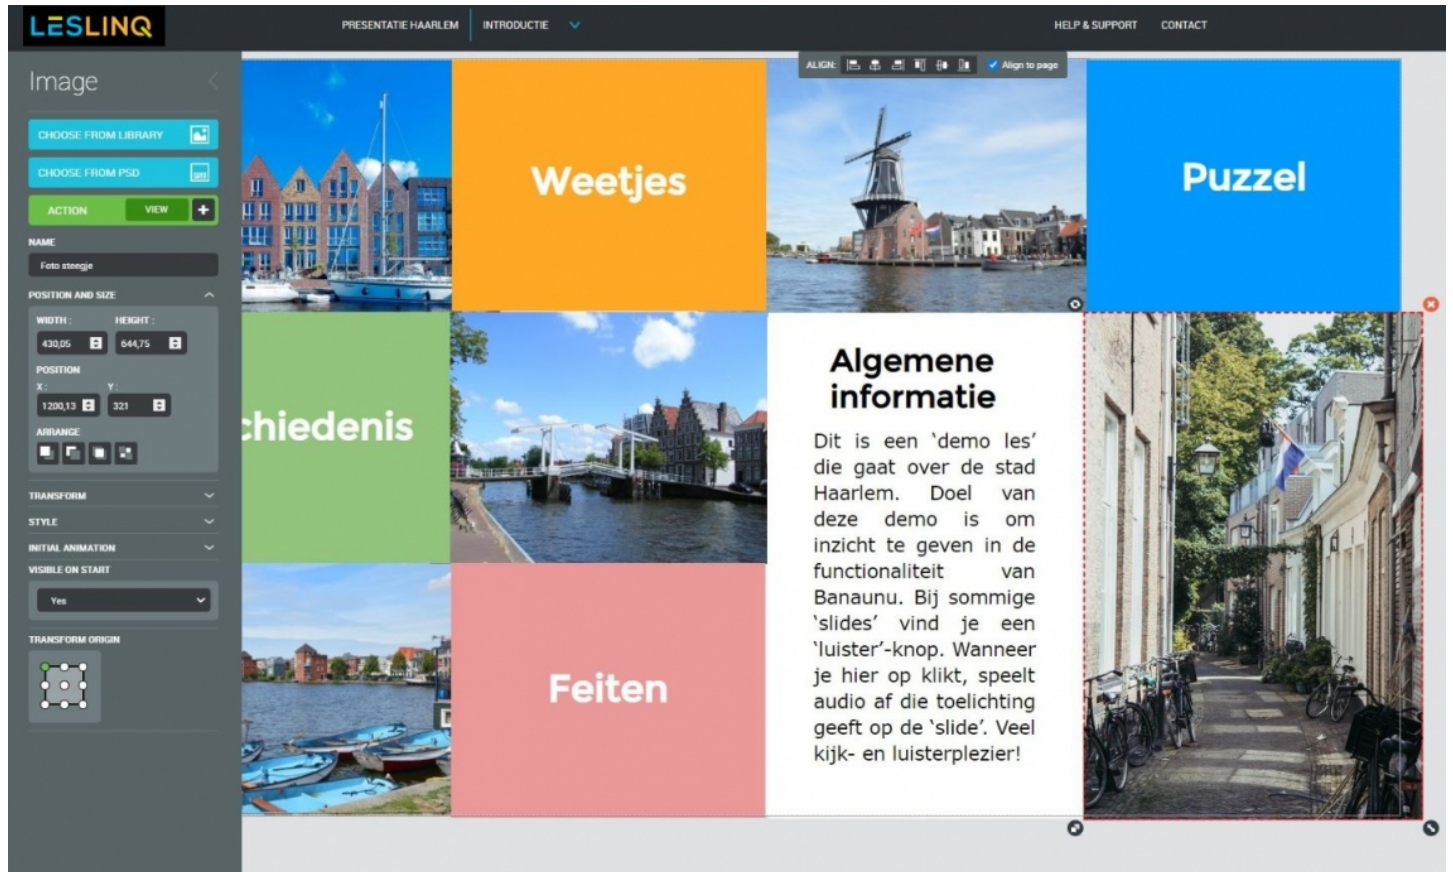 LESLINQ
PRESENTATIE HAARLEM
INTRODUCTIE
HELP & SUPPORT
CONTACT
ALIGN:
Align to page
Image
CHOOSE FROM LIBRARY
CHOOSE FROM PSD
ACTION
VIEW
NAME
Foto steegje
POSITION AND SIZE
WIDTH : HEIGHT :
430,05 644,75
POSITION
X : Y :
1200,13 321
ARRANGE
TRANSFORM
STYLE
INITIAL ANIMATION
VISIBLE ON START
Yes
TRANSFORM ORIGIN
Weetjes
Puzzel
chiedenis
Algemene
informatie
Dit is een ‘demo les’
die gaat over de stad
Haarlem. Doel van
deze demo is om
inzicht te geven in de
functionaliteit van
Banaunu. Bij sommige
‘slides’ vind je een
‘luister’-knop. Wanneer
je hier op klikt, speelt
audio af die toelichting
geeft op de ‘slide’. Veel
kijk- en luisterplezier!
Feiten